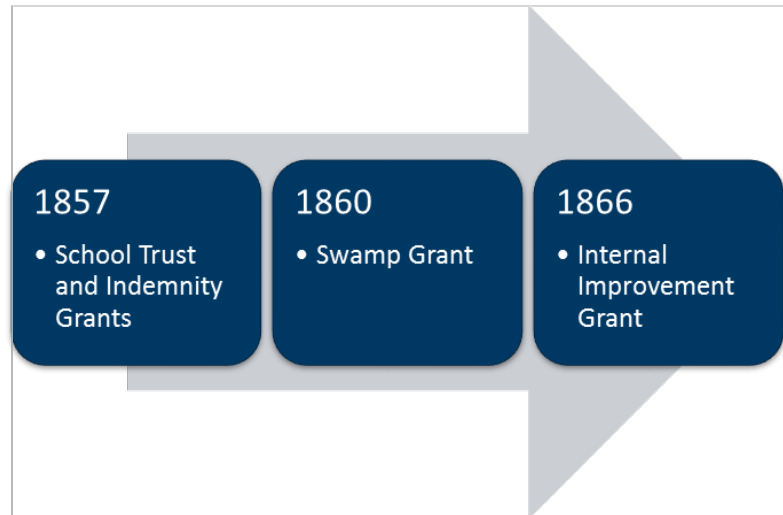 1857
• School Trust
and Indemnity
Grants
1860
• Swamp Grant
1866
• Internal
Improvement
Grant